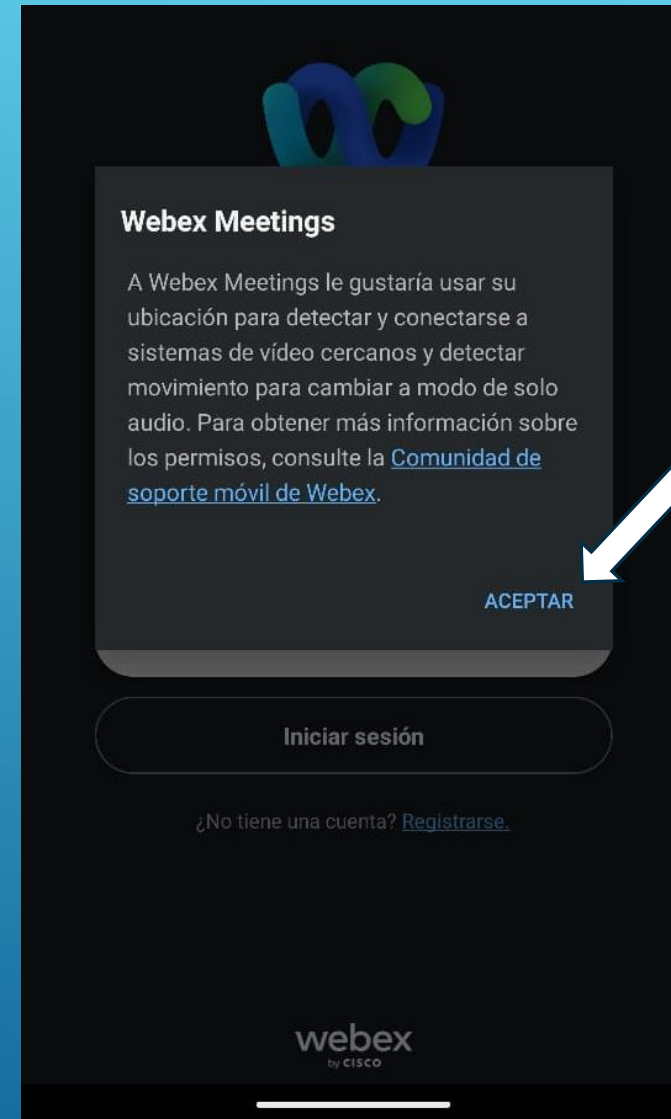 Webex Meetings
A Webex Meetings le gustaría usar su
ubicación para detectar y conectarse a
sistemas de vídeo cercanos y detectar
movimiento para cambiar a modo de solo
audio. Para obtener más información sobre
los permisos, consulte la Comunidad de
soporte móvil de Webex.
ACEPTAR
Iniciar sesión
¿No tiene una cuenta? Registrarse.
webex
by CISCO